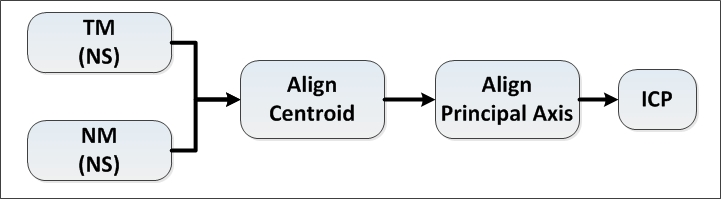 TM
(NS)
NM
(NS)
Align
Centroid
Align
Principal Axis
ICP